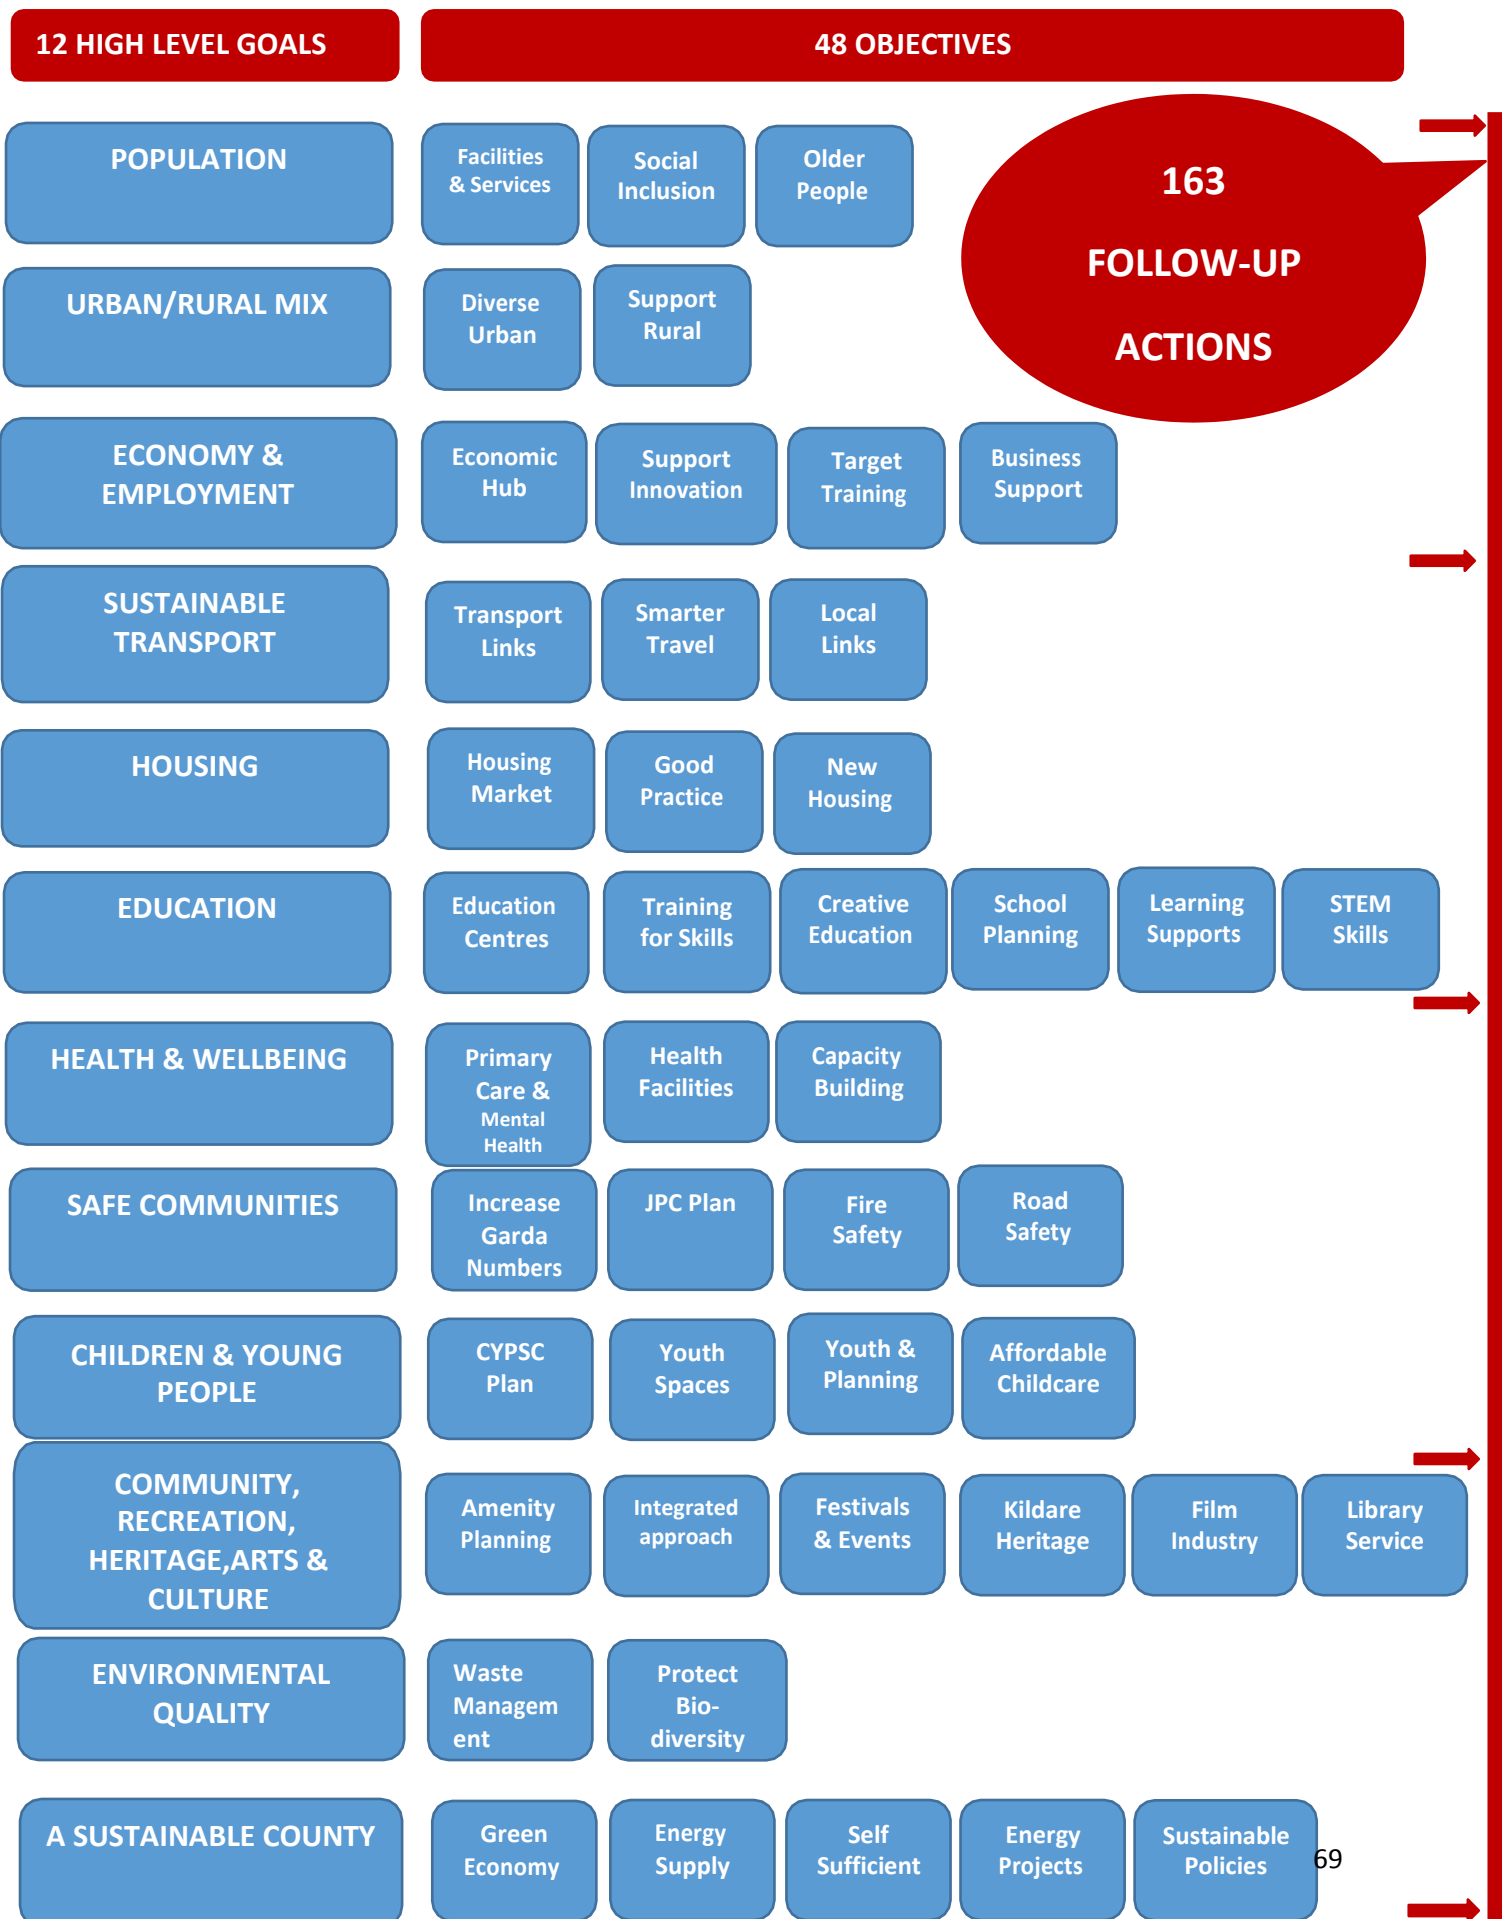 12 HIGH LEVEL GOALS
48 OBJECTIVES
163
FOLLOW-UP
ACTIONS
POPULATION
Facilities
& Services
Social
Inclusion
Older
People
URBAN/RURAL MIX
Diverse
Urban
Support
Rural
ECONOMY &
EMPLOYMENT
Economic
Hub
Support
Innovation
Target
Training
Business
Support
SUSTAINABLE
TRANSPORT
Transport
Links
Smarter
Travel
Local
Links
HOUSING
Housing
Market
Good
Practice
New
Housing
EDUCATION
Education
Centres
Training
for Skills
Creative
Education
School
Planning
Learning
Supports
STEM
Skills
HEALTH & WELLBEING
Primary
Care &
Mental
Health
Health
Facilities
Capacity
Building
SAFE COMMUNITIES
Increase
Garda
Numbers
JPC Plan
Fire
Safety
Road
Safety
CHILDREN & YOUNG
PEOPLE
CYPSC
Plan
Youth
Spaces
Youth &
Planning
Affordable
Childcare
COMMUNITY,
RECREATION,
HERITAGE,ARTS &
CULTURE
Amenity
Planning
Integrated
approach
Festivals
& Events
Kildare
Heritage
Film
Industry
Library
Service
ENVIRONMENTAL
QUALITY
Waste
Managem
ent
Protect
Bio-
diversity
A SUSTAINABLE COUNTY
Green
Economy
Energy
Supply
Self
Sufficient
Energy
Projects
Sustainable
Policies
69